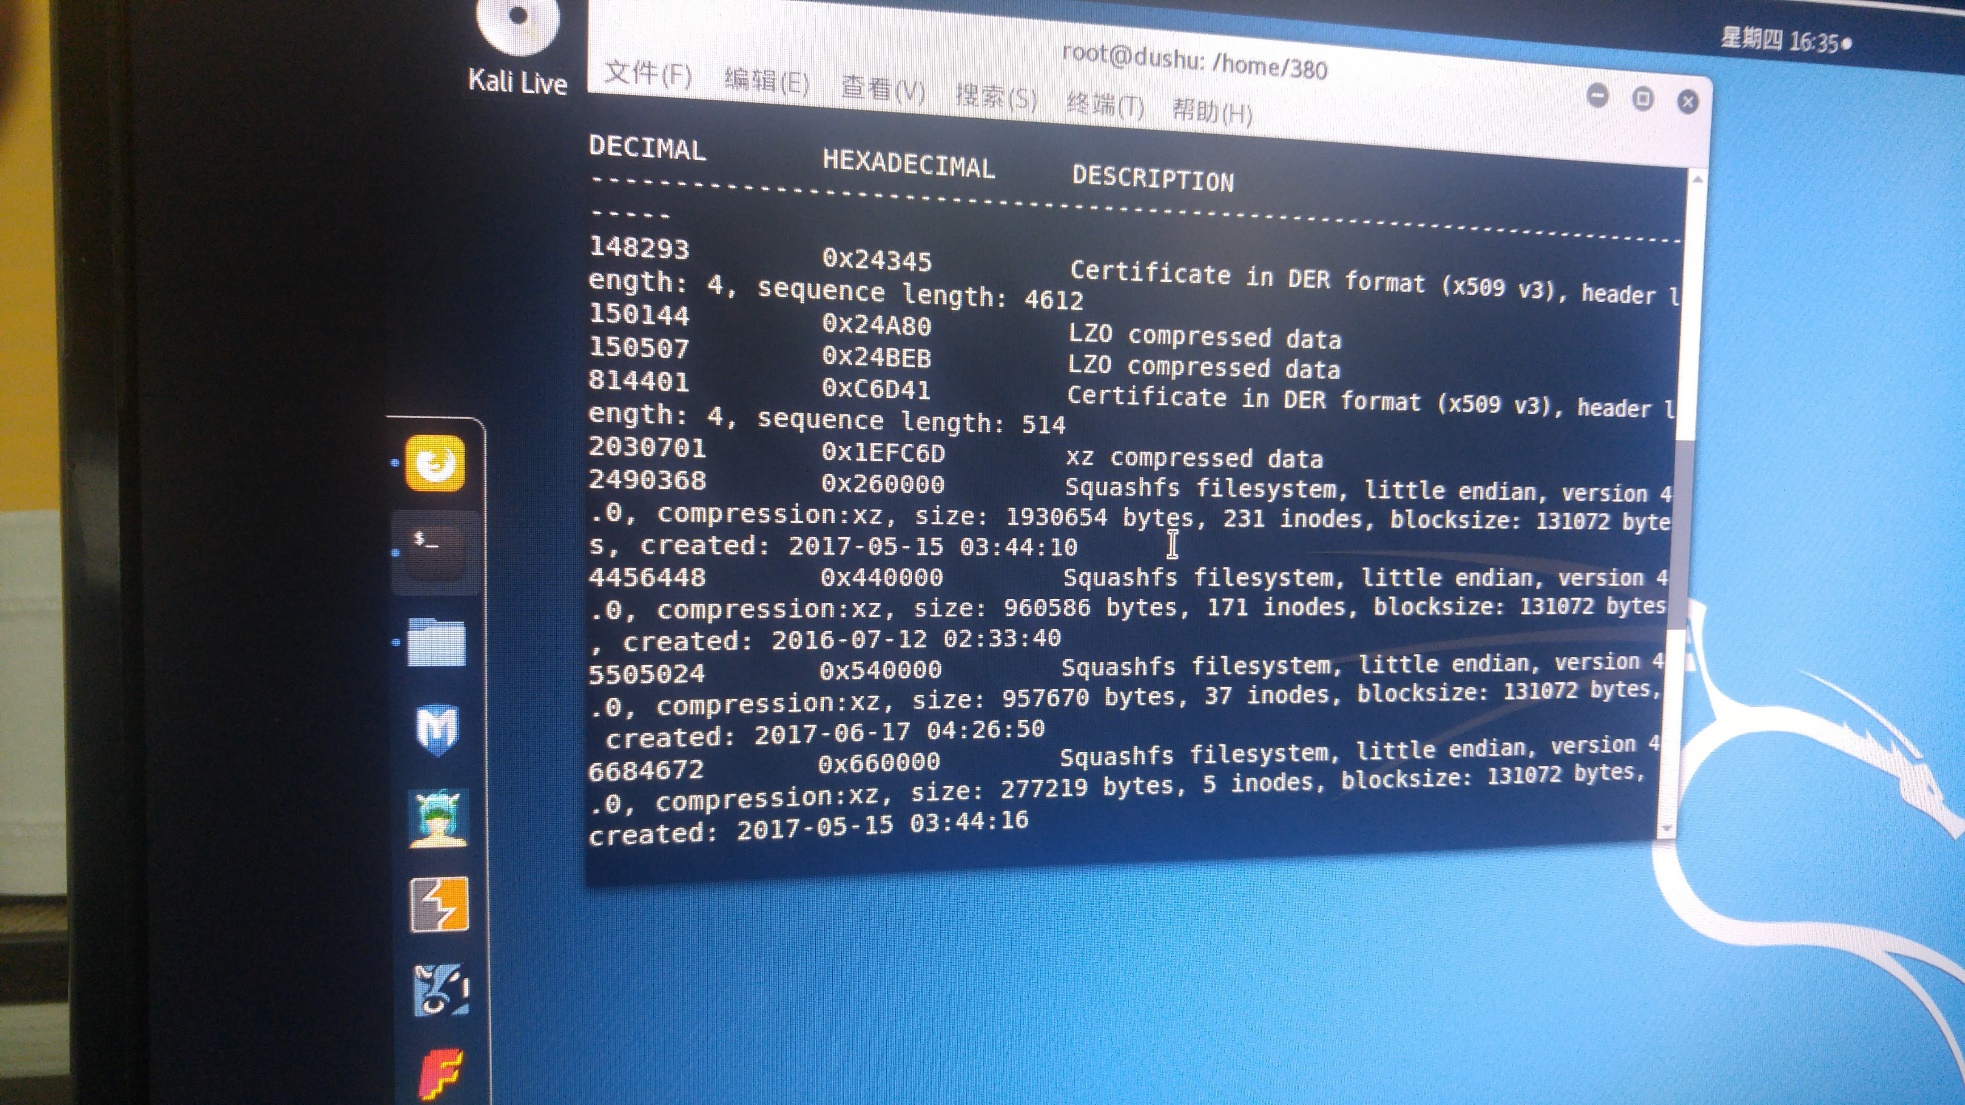 星期四 16:35
Kali Live
root@dushu: /home/380
文件(F) 编辑(E) 查看(V) 搜索(S) 终端(T) 帮助(H)
DECIMAL HEXADECIMAL DESCRIPTION
--------------------------------------------------------------------------------
-----
148293 0x24345 Certificate in DER format (x509 v3), header l
ength: 4, sequence length: 4612
150144 0x24A80 LZO compressed data
150507 0x24BEB LZO compressed data
814401 0xC6D41 Certificate in DER format (x509 v3), header l
ength: 4, sequence length: 514
2030701 0x1EFC6D xz compressed data
2490368 0x260000 Squashfs filesystem, little endian, version 4
.0, compression:xz, size: 1930654 bytes, 231 inodes, blocksize: 131072 byte
s, created: 2017-05-15 03:44:10
4456448 0x440000 Squashfs filesystem, little endian, version 4
.0, compression:xz, size: 960586 bytes, 171 inodes, blocksize: 131072 bytes
, created: 2016-07-12 02:33:40
5505024 0x540000 Squashfs filesystem, little endian, version 4
.0, compression:xz, size: 957670 bytes, 37 inodes, blocksize: 131072 bytes,
created: 2017-06-17 04:26:50
6684672 0x660000 Squashfs filesystem, little endian, version 4
.0, compression:xz, size: 277219 bytes, 5 inodes, blocksize: 131072 bytes,
created: 2017-05-15 03:44:16
$_
M
F